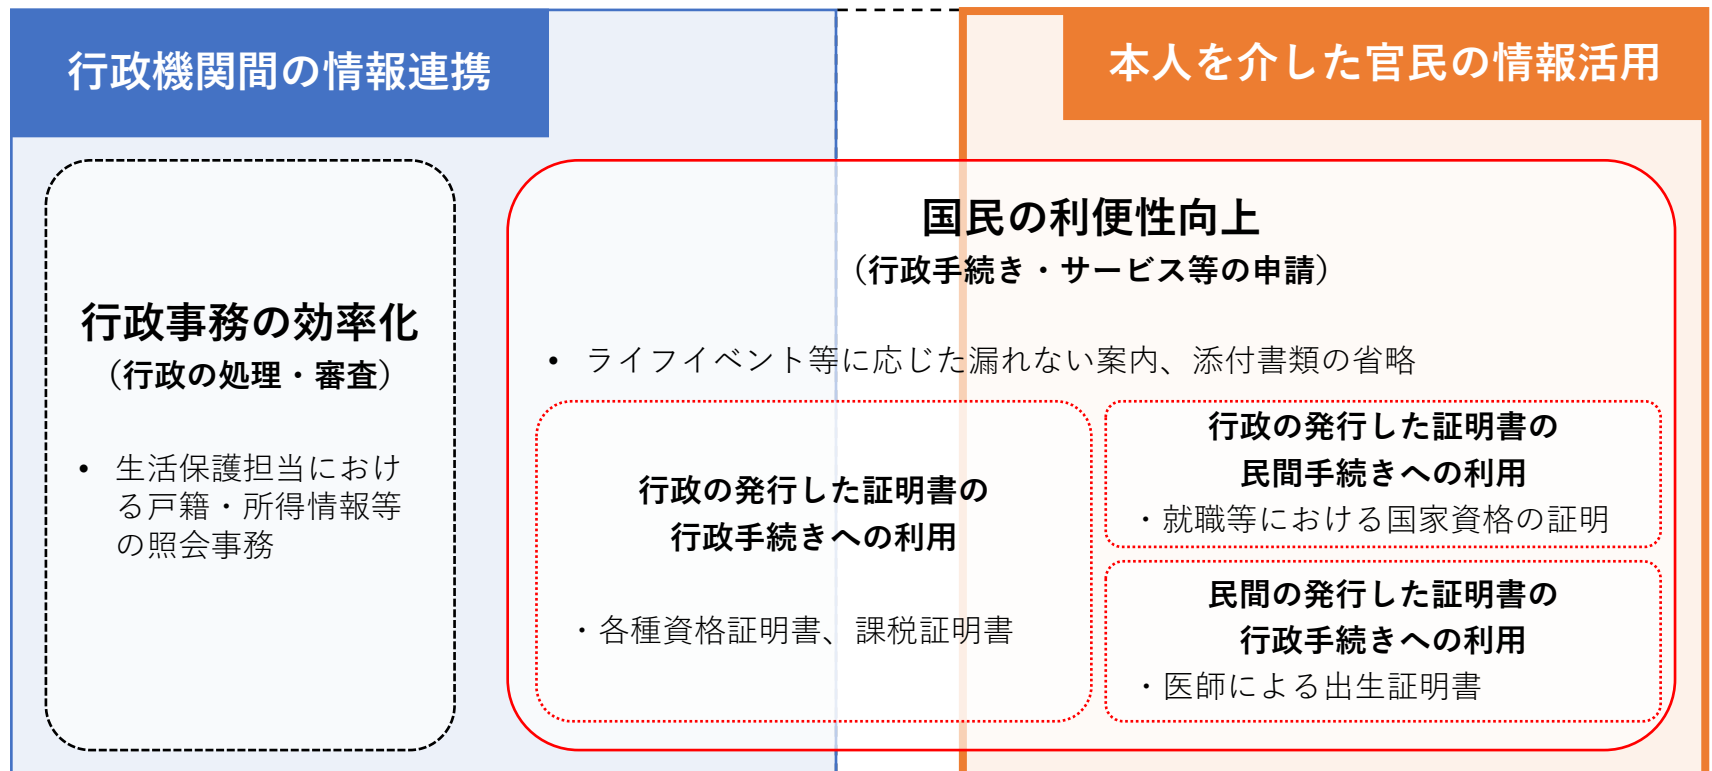 行政機関間の情報連携
本人を介した官民の情報活用
行政事務の効率化
（行政の処理・審査）
• 生活保護担当におけ
る戸籍・所得情報等
の照会事務
国民の利便性向上
（行政手続き・サービス等の申請）
• ライフイベント等に応じた漏れない案内、添付書類の省略
行政の発行した証明書の
行政手続きへの利用
・各種資格証明書、課税証明書
行政の発行した証明書の
民間手続きへの利用
・就職等における国家資格の証明
民間の発行した証明書の
行政手続きへの利用
・医師による出生証明書